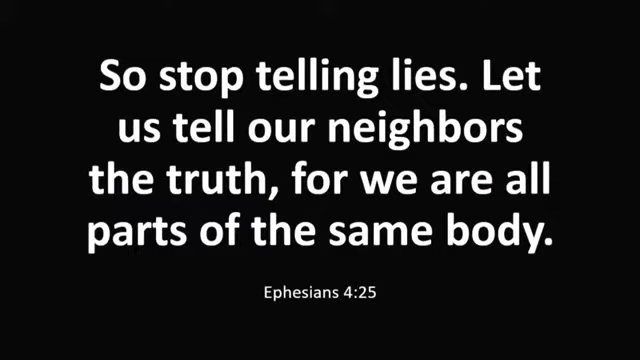 So stop telling lies. Let
us tell our neighbors
the truth, for we are all
parts of the same body.
Ephesians 4:25